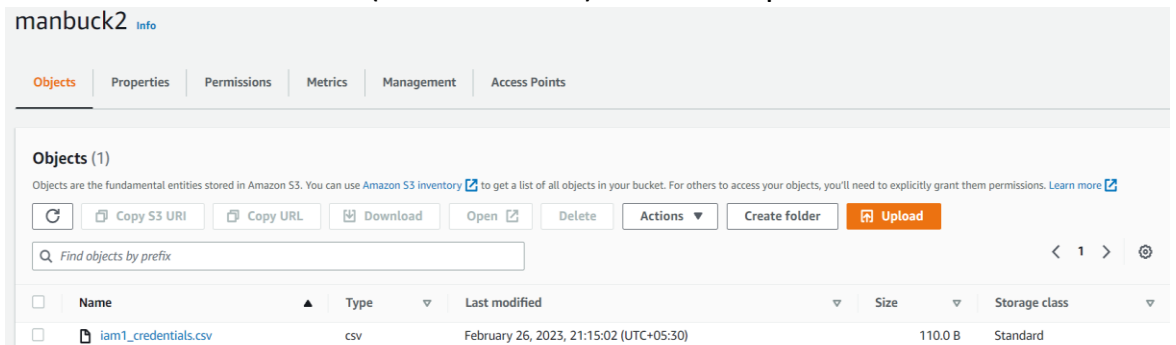 manbuck2 Info
Objects Properties Permissions Metrics Management Access Points
Objects (1)
Objects are the fundamental entities stored in Amazon S3. You can use Amazon S3 inventory to get a list of all objects in your bucket. For others to access your objects, you'll need to explicitly grant them permissions. Learn more
Copy S3 URI Copy URL Download Open Delete Actions Create folder Upload
Find objects by prefix 1
Name Type Last modified Size Storage class
iam1_credentials.csv csv February 26, 2023, 21:15:02 (UTC+05:30) 110.0 B Standard